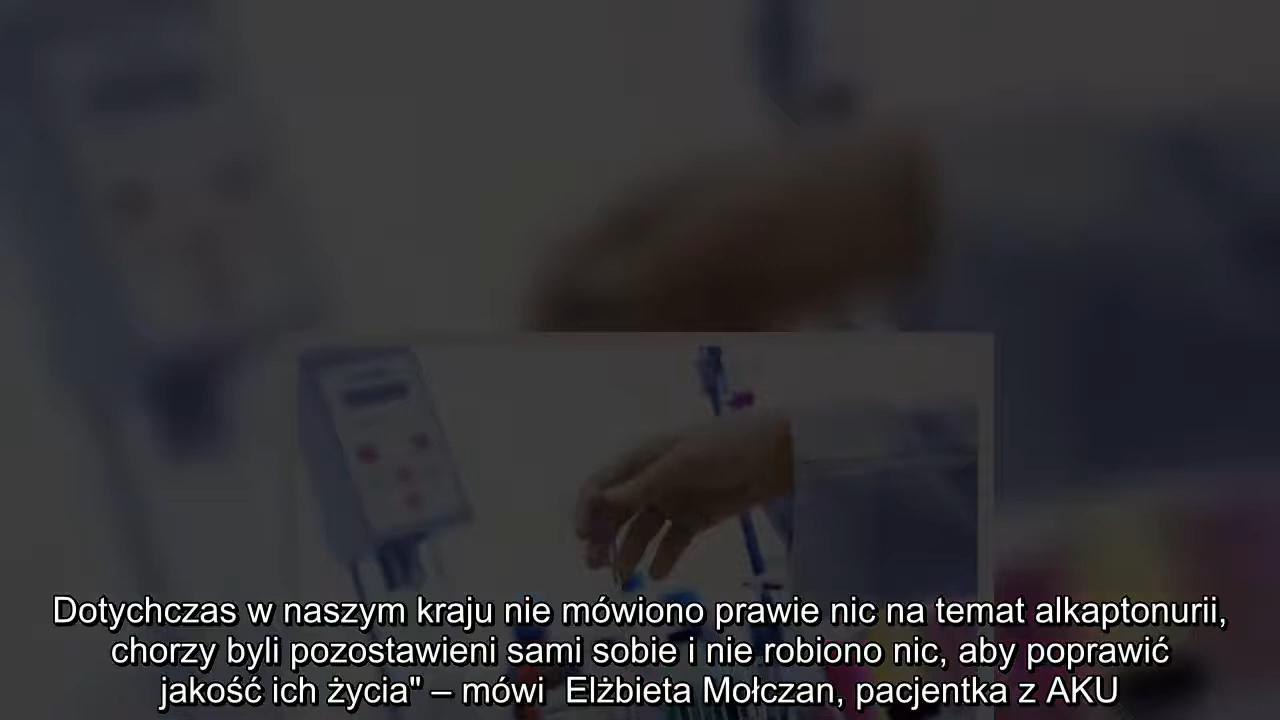 Dotychczas w naszym kraju nie mówiono prawie nic na temat alkaptonurii,
chorzy byli pozostawieni sami sobie i nie robiono nic, aby poprawić
jakość ich życia" – mówi  Elżbieta Mołczan, pacjentka z AKU